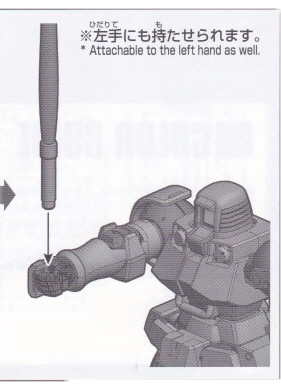 ひだりて も
※左手にも持たせられます。
* Attachable to the left hand as well.